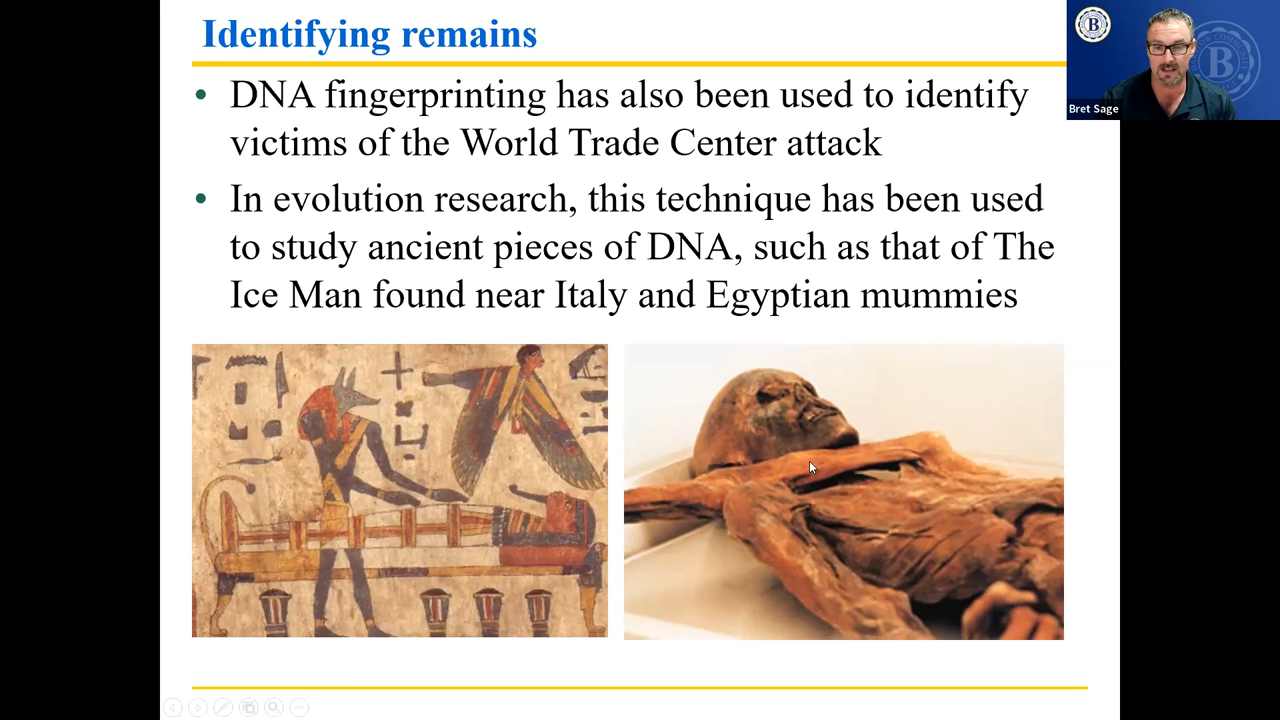 Identifying remains
• DNA fingerprinting has also been used to identify
victims of the World Trade Center attack
• In evolution research, this technique has been used
to study ancient pieces of DNA, such as that of The
Ice Man found near Italy and Egyptian mummies
B
B
Bret Sage